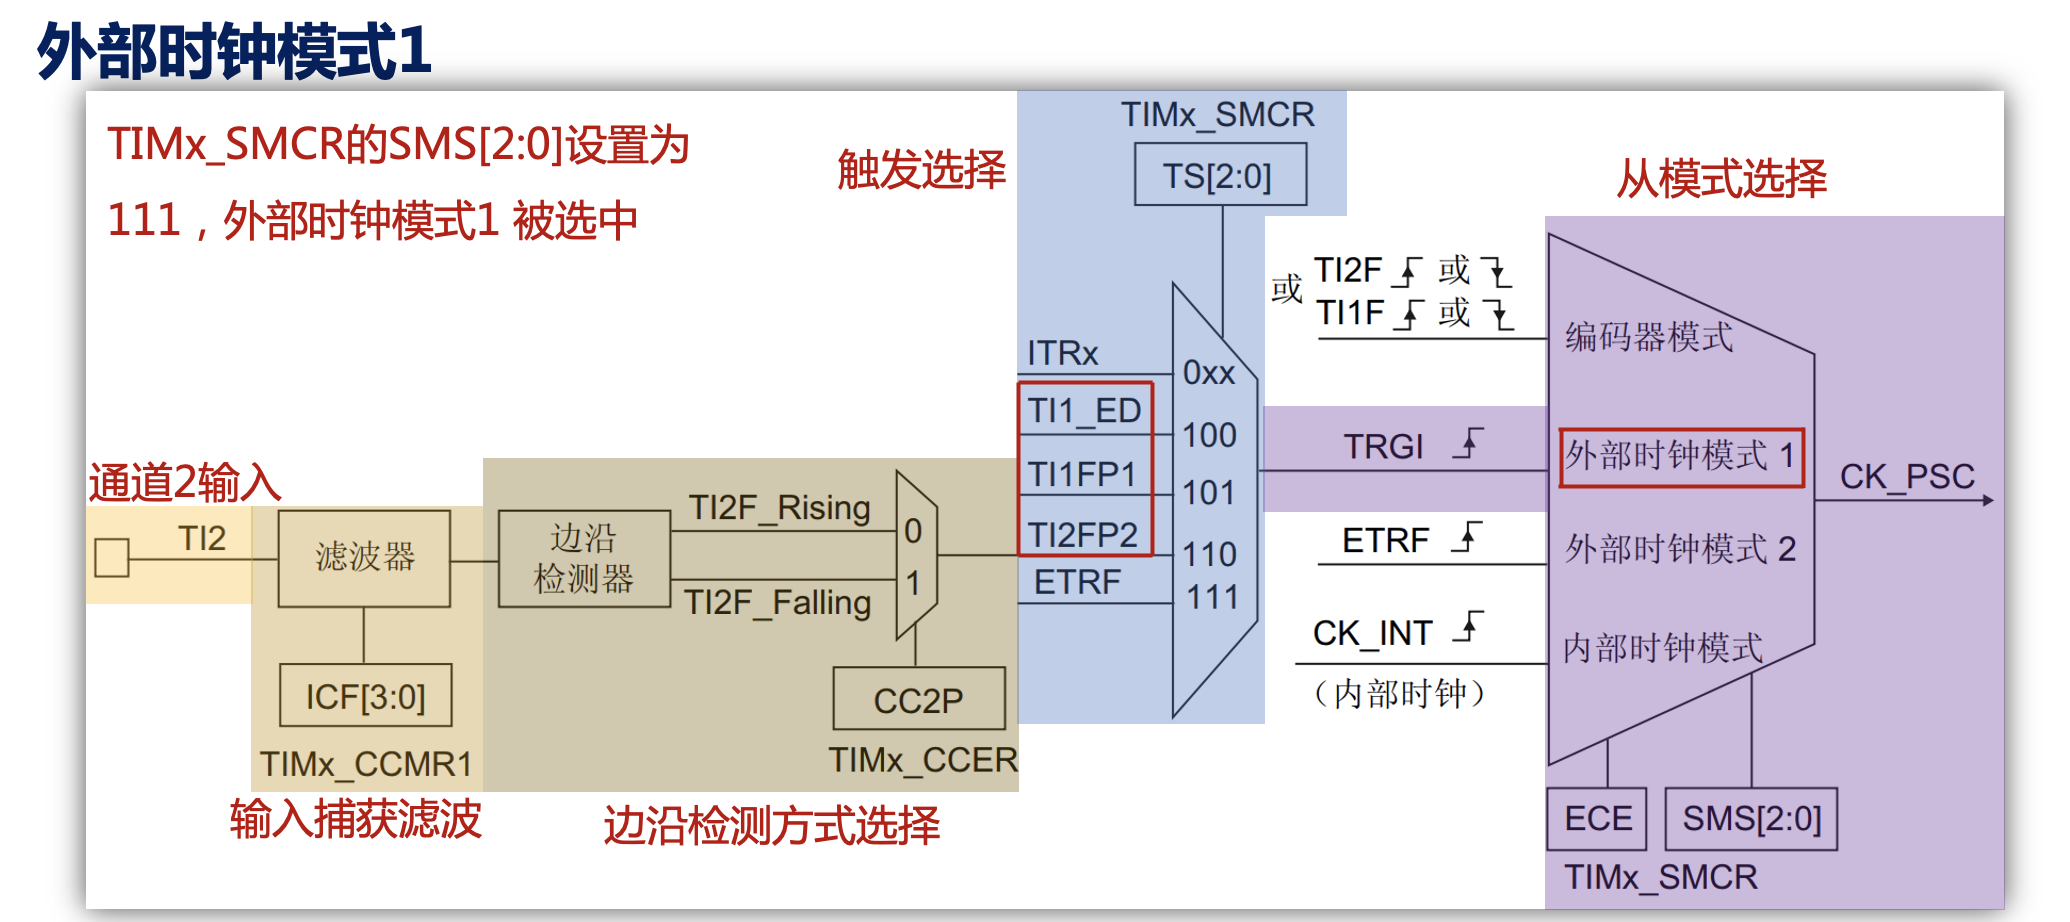 外部时钟模式1
TIMx_SMCR的SMS[2:0]设置为
111，外部时钟模式1 被选中
触发选择
TIMx_SMCR
TS[2:0]
从模式选择
或
TI2F 或
TI1F 或
编码器模式
ITRx
0xx
TI1_ED
100
TI1FP1
101
TI2FP2
110
ETRF
111
TRGI
外部时钟模式 1
CK_PSC
ETRF
外部时钟模式 2
CK_INT
（内部时钟）
内部时钟模式
通道2输入
TI2
滤波器
边沿
检测器
TI2F_Rising
0
TI2F_Falling
1
ICF[3:0]
TIMx_CCMR1
CC2P
TIMx_CCER
输入捕获滤波
边沿检测方式选择
ECE
SMS[2:0]
TIMx_SMCR